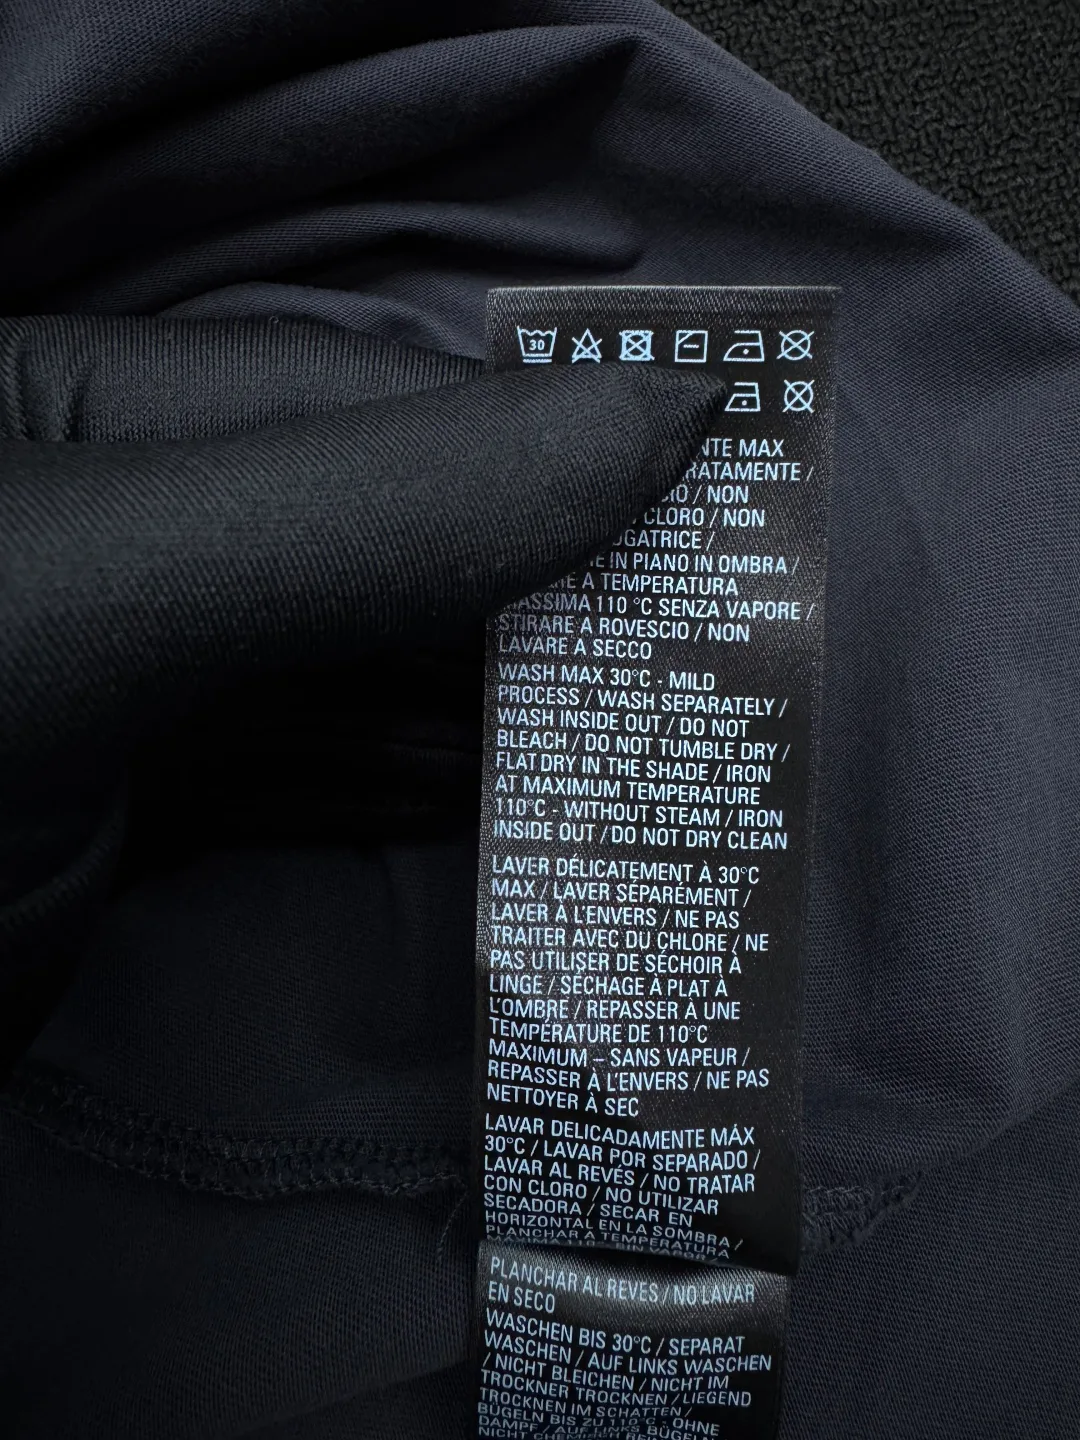 30
NTE MAX
RATAMENTE /
/ NON
CLORO / NON
IN PIANO IN OMBRA /
A TEMPERATURA
MASSIMA 110 °C SENZA VAPORE /
STIRARE A ROVESCIO / NON
LAVARE A SECCO
WASH MAX 30°C - MILD
PROCESS / WASH SEPARATELY /
WASH INSIDE OUT / DO NOT
BLEACH / DO NOT TUMBLE DRY /
FLAT DRY IN THE SHADE / IRON
AT MAXIMUM TEMPERATURE
110°C - WITHOUT STEAM / IRON
INSIDE OUT / DO NOT DRY CLEAN
LAVER DÉLICATEMENT À 30°C
MAX / LAVER SÉPARÉMENT /
LAVER À L'ENVERS / NE PAS
TRAITER AVEC DU CHLORE / NE
PAS UTILISER DE SÉCHOIR À
LINGE / SÉCHAGE À PLAT À
L'OMBRE / REPASSER À UNE
TEMPÉRATURE DE 110°C
MAXIMUM – SANS VAPEUR /
REPASSER À L'ENVERS / NE PAS
NETTOYER À SEC
LAVAR DELICADAMENTE MÁX
30°C / LAVAR POR SEPARADO /
LAVAR AL REVÉS / NO TRATAR
CON CLORO / NO UTILIZAR
SECADORA / SECAR EN
HORIZONTAL EN LA SOMBRA /
PLANCHAR A TEMPERATURA
PLANCHAR AL REVÉS / NO LAVAR
EN SECO
WASCHEN BIS 30°C / SEPARAT
WASCHEN / AUF LINKS WASCHEN
/ NICHT BLEICHEN / NICHT IM
TROCKNER TROCKNEN / LIEGEND
TROCKNEN IM SCHATTEN /
BÜGELN BIS ZU 110°C - OHNE
DAMPF / AUF LINKS BÜGELN